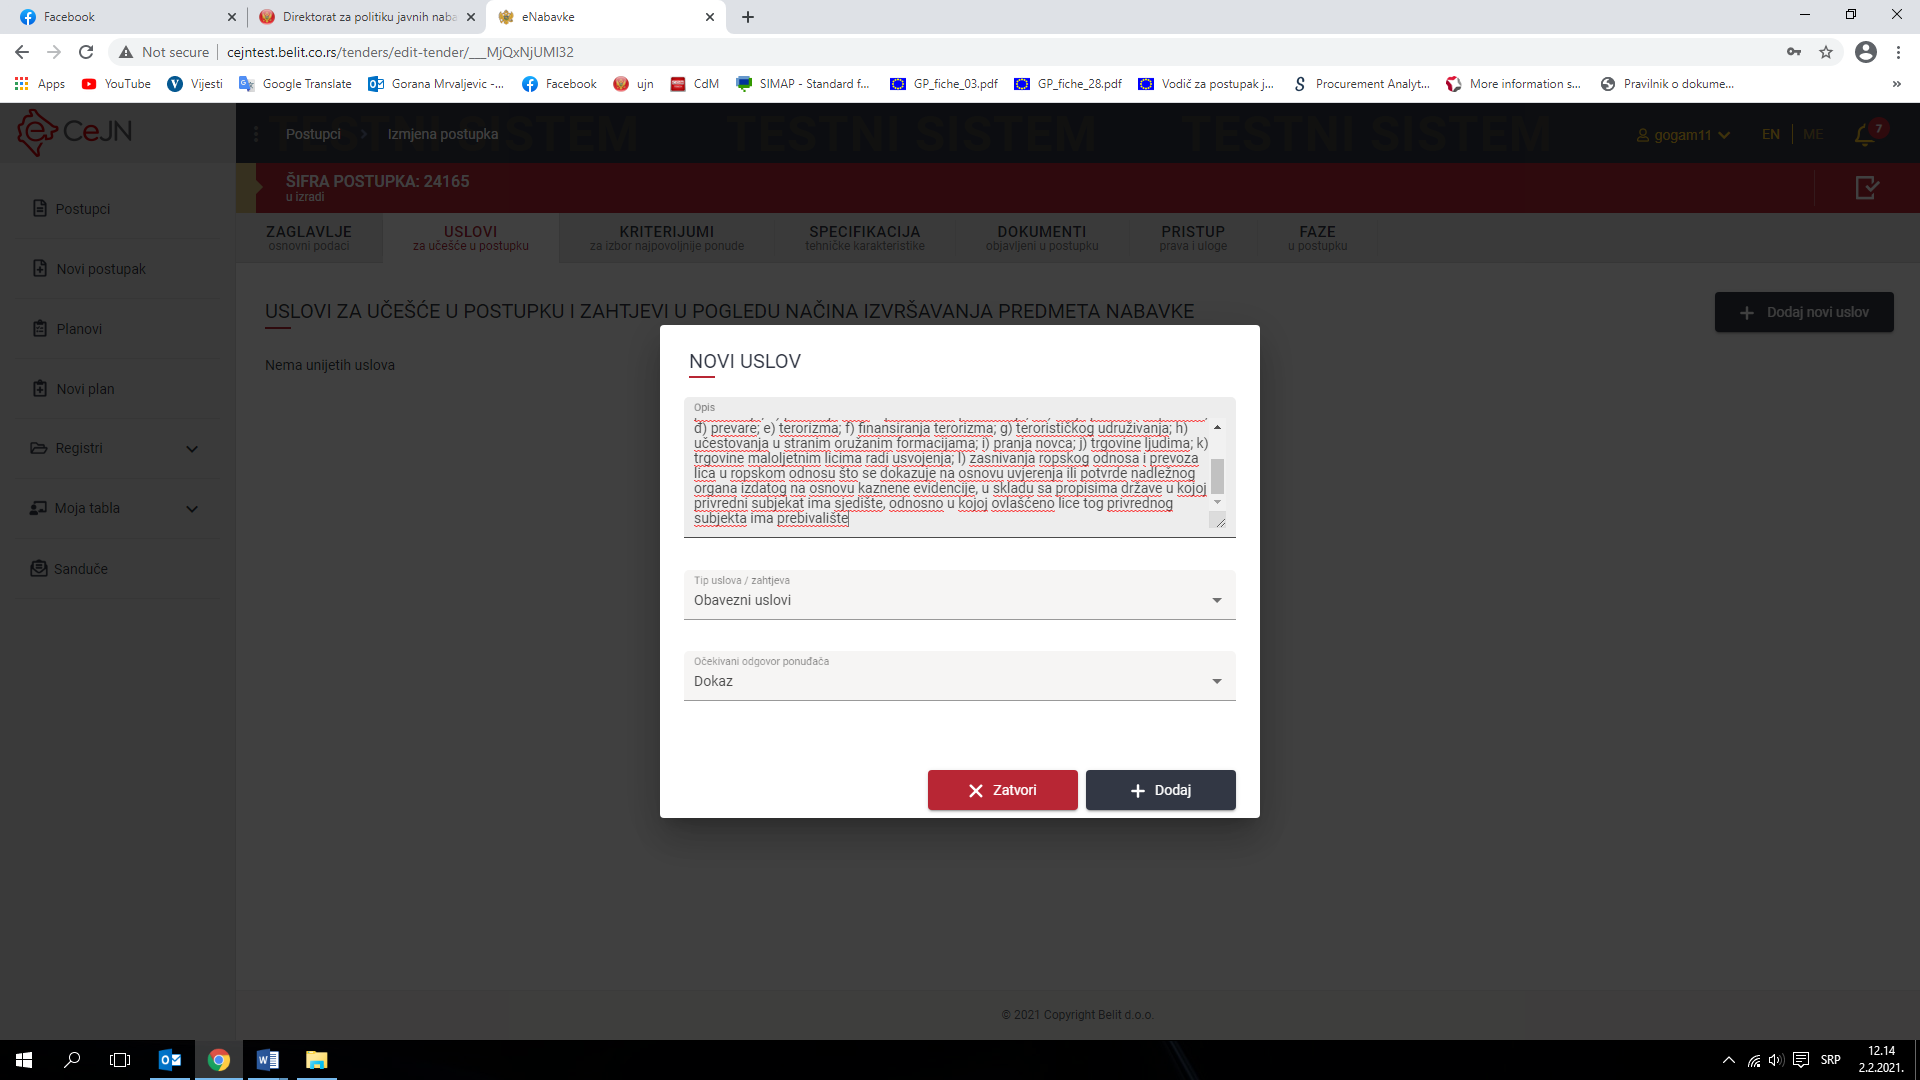 Facebook
Direktorat za politiku javnih naba
eNabavke
Not secure
cejntest.belit.co.rs/tenders/edit-tender/___MjQxNjUMI32
Apps
YouTube
Vijesti
Google Translate
Gorana Mrvaljevic -...
Facebook
ujn
CdM
SIMAP - Standard f...
GP_fiche_03.pdf
GP_fiche_28.pdf
Vodič za postupak j...
Procurement Analyt...
More information s...
Pravilnik o dokume...
CeJN
TESTNI SISTEM TESTNI SISTEM TESTNI SISTEM
Postupci
Izmjena postupka
gogam11
EN
ME
7
ŠIFRA POSTUPKA: 24165
u izradi
Postupci
Novi postupak
Planovi
Novi plan
Registri
Moja tabla
Sanduče
ZAGLAVLJE
osnovni podaci
USLOVI
za učešće u postupku
KRITERIJUMI
za izbor najpovoljnije ponude
SPECIFIKACIJA
tehničke karakteristike
DOKUMENTI
objavljeni u postupku
PRISTUP
prava i uloge
FAZE
u postupku
USLOVI ZA UČEŠĆE U POSTUPKU I ZAHTJEVI U POGLEDU NAČINA IZVRŠAVANJA PREDMETA NABAVKE
Dodaj novi uslov
Nema unijetih uslova
NOVI USLOV
Opis
đ) prevare; e) terorizma; f) finansiranja terorizma; g) terorističkog udruživanja; h)
učestovanja u stranim oružanim formacijama; i) pranja novca; j) trgovine ljudima; k)
trgovine maloljetnim licima radi usvojenja; l) zasnivanja ropskog odnosa i prevoza
lica u ropskom odnosu što se dokazuje na osnovu uvjerenja ili potvrde nadležnog
organa izdatog na osnovu kaznene evidencije, u skladu sa propisima države u kojoj
privredni subjekat ima sjedište, odnosno u kojoj ovlašćeno lice tog privrednog
subjekta ima prebivalište
Tip uslova / zahtjeva
Obavezni uslovi
Očekivani odgovor ponuđača
Dokaz
Zatvori
Dodaj
© 2021 Copyright Belit d.o.o.
SRP
12.14
2.2.2021.